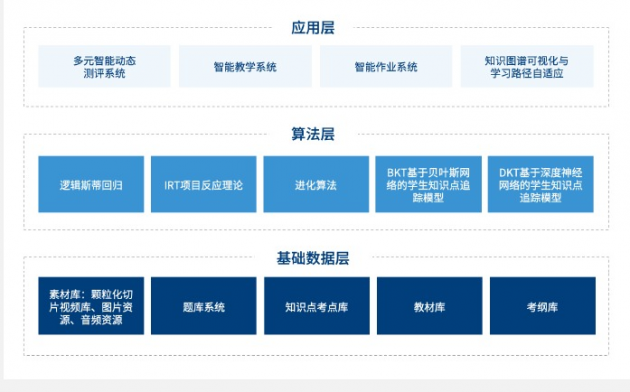 应用层
多元智能动态
测评系统
智能教学系统
智能作业系统
知识图谱可视化与
学习路径自适应
算法层
逻辑斯蒂回归
IRT项目反应理论
进化算法
BKT基于贝叶斯网
络的学生知识点追
踪模型
DKT基于深度神经
网络的学生知识点
追踪模型
基础数据层
素材库：颗粒化切
片视频库、图片资
源、音频资源
题库系统
知识点考点库
教材库
考纲库